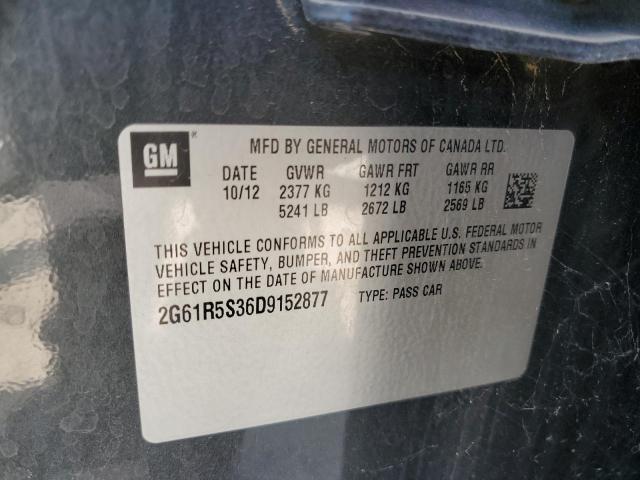 GM
MFD BY GENERAL MOTORS OF CANADA LTD.
DATE GVWR GAWR FRT GAWR RR
10/12 2377 KG 1212 KG 1165 KG
5241 LB 2672 LB 2569 LB
THIS VEHICLE CONFORMS TO ALL APPLICABLE U.S. FEDERAL MOTOR
VEHICLE SAFETY, BUMPER, AND THEFT PREVENTION STANDARDS IN
EFFECT ON THE DATE OF MANUFACTURE SHOWN ABOVE.
2G61R5S36D9152877 TYPE: PASS CAR